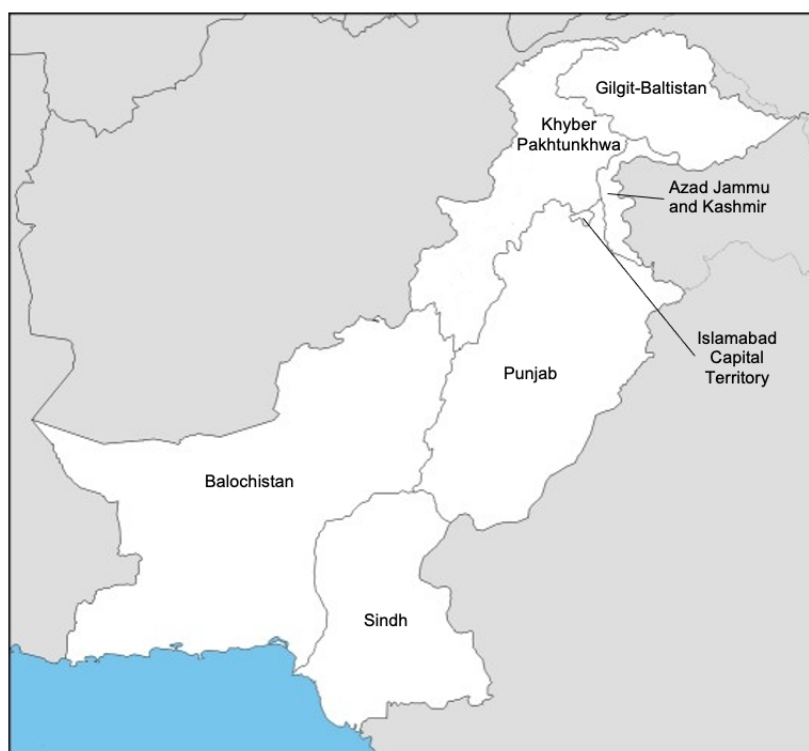 Gilgit-Baltistan
Khyber
Pakhtunkhwa
Azad Jammu
and Kashmir
Islamabad
Capital
Territory
Punjab
Balochistan
Sindh